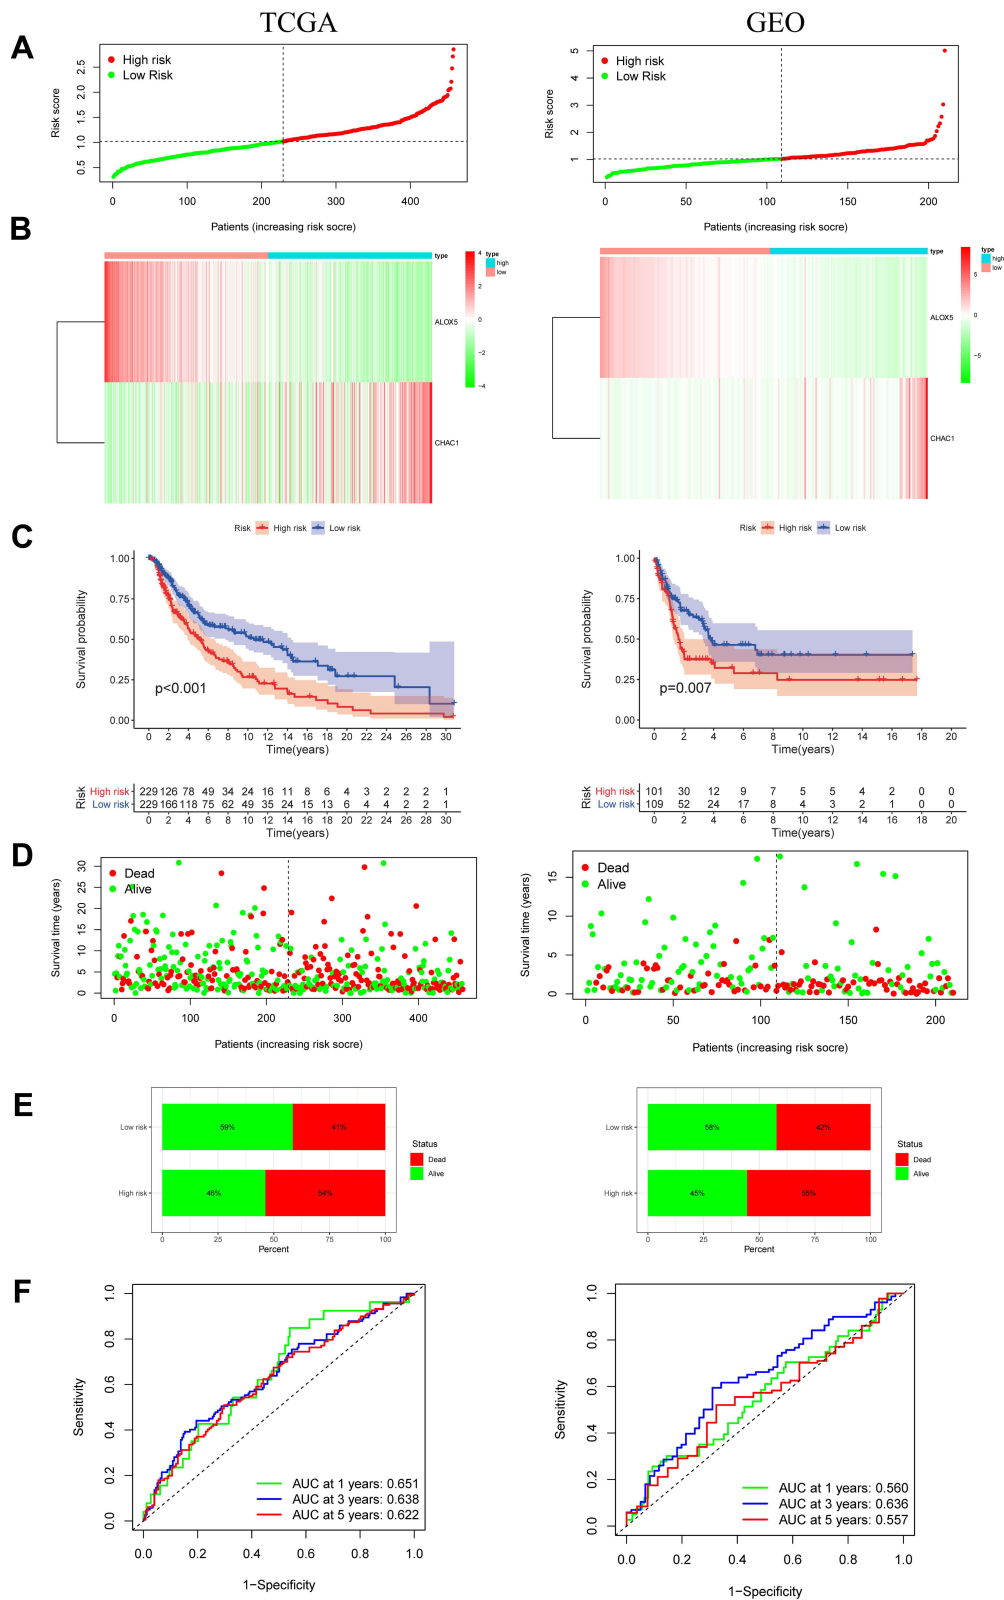 TCGA
GEO
A
High risk
Low Risk
Risk score
0.5 1.0 1.5 2.0 2.5
0 100 200 300 400
Patients (increasing risk socre)
High risk
Low Risk
Risk score
1 2 3 4 5
0 50 100 150 200
Patients (increasing risk socre)
B
type
ALOX5
CHAC1
4
2
0
−2
−4
type
high
low
type
ALOX5
CHAC1
5
0
−5
type
high
low
C
Risk High risk Low risk
Survival probability
1.00
0.75
0.50
0.25
0.00
p<0.001
0 2 4 6 8 10 12 14 16 18 20 22 24 26 28 30
Time(years)
Risk
High risk 229 126 78 49 34 24 16 11 8 6 4 3 2 2 2 1
Low risk 229 166 118 75 62 49 35 24 15 13 6 4 4 2 2 1
0 2 4 6 8 10 12 14 16 18 20 22 24 26 28 30
Time(years)
Risk High risk Low risk
Survival probability
1.00
0.75
0.50
0.25
0.00
p=0.007
0 2 4 6 8 10 12 14 16 18 20
Time(years)
Risk
High risk 101 30 12 9 7 5 5 4 2 0 0
Low risk 109 52 24 17 8 4 3 2 1 0 0
0 2 4 6 8 10 12 14 16 18 20
Time(years)
D
Dead
Alive
Survival time (years)
0 5 10 15 20 25 30
0 100 200 300 400
Patients (increasing risk socre)
Dead
Alive
Survival time (years)
0 5 10 15
0 50 100 150 200
Patients (increasing risk socre)
E
Low risk
59% 41%
High risk
46% 54%
0 25 50 75 100
Percent
Status
Dead
Alive
Low risk
58% 42%
High risk
45% 55%
0 25 50 75 100
Percent
Status
Dead
Alive
F
Sensitivity
0.0 0.2 0.4 0.6 0.8 1.0
AUC at 1 years: 0.651
AUC at 3 years: 0.638
AUC at 5 years: 0.622
0.0 0.2 0.4 0.6 0.8 1.0
1−Specificity
Sensitivity
0.0 0.2 0.4 0.6 0.8 1.0
AUC at 1 years: 0.560
AUC at 3 years: 0.636
AUC at 5 years: 0.557
0.0 0.2 0.4 0.6 0.8 1.0
1−Specificity